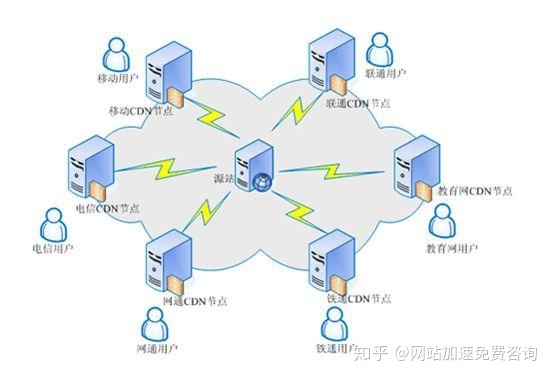 移动用户
联通用户
移动CDN节点
联通CDN节点
源站
教育网CDN节点
电信CDN节点
电信用户
教育网用户
网通CDN节点
铁通CDN节点
网通用户
铁通用户
知乎 @网站加速免费咨询